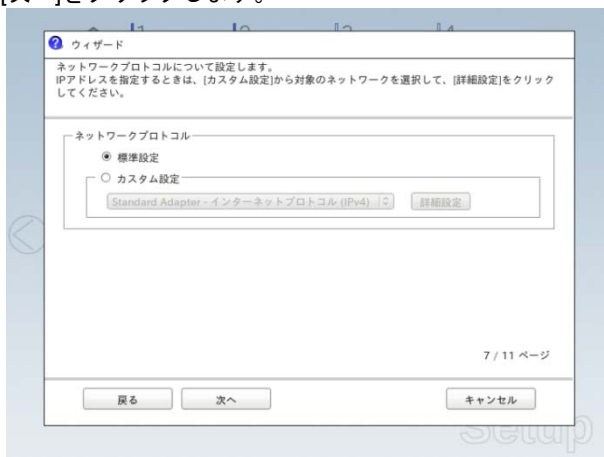 をクリックします。
1 2 3 4
ウィザード
ネットワークプロトコルについて設定します。
IPアドレスを指定するときは、[カスタム設定]から対象のネットワークを選択して、[詳細設定]をクリック
してください。
ネットワークプロトコル
標準設定
カスタム設定
Standard Adapter - インターネットプロトコル (IPv4) 詳細設定
7 / 11 ページ
戻る 次へ キャンセル
Setup